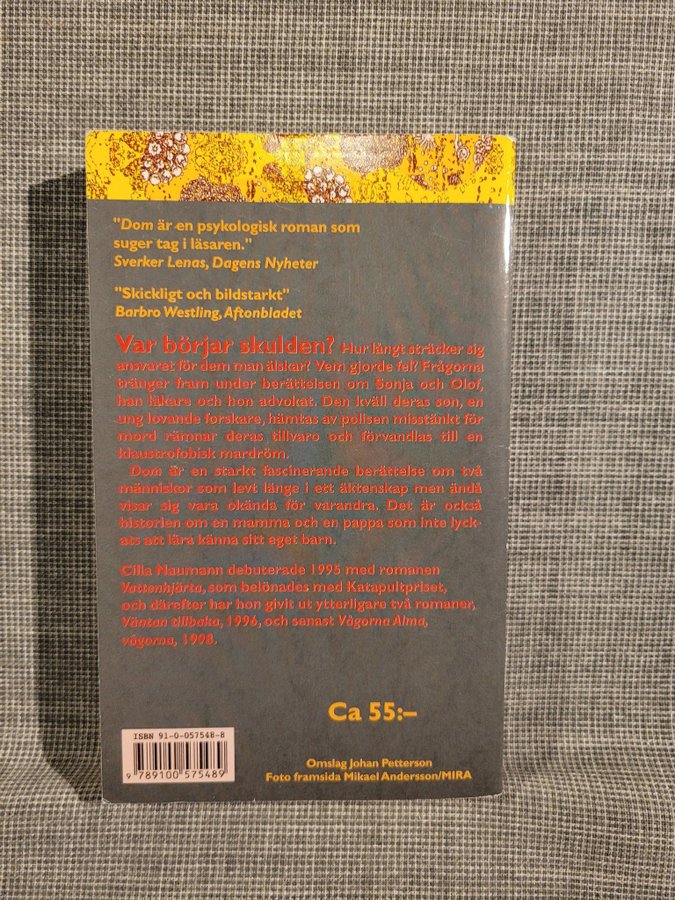 "Dom är en psykologisk roman som
suger tag i läsaren."
Sverker Lenas, Dagens Nyheter
"Skickligt och bildstarkt"
Barbro Westling, Aftonbladet
Var börjar skulden? Hur långt sträcker sig
ansvaret för dem man älskar? Vem gjorde fel? Frågorna
tränger fram under berättelsen om Sonja och Olof,
han läkare och hon advokat. Den kväll deras son, en
ung lovande forskare, hämtas av polisen misstänkt för
mord rämnar deras tillvaro och förvandlas till en
klaustrofobisk mardröm.
Dom är en starkt fascinerande berättelse om två
människor som levt länge i ett äktenskap men ändå
visar sig vara okända för varandra. Det är också
historien om en mamma och en pappa som inte lyck-
ats att lära känna sitt eget barn.
Cilla Naumann debuterade 1995 med romanen
Vattenhjärta, som belönades med Katapultpriset,
och därefter har hon givit ut ytterligare två romaner,
Väntan tillbaka, 1996, och senast Vågorna Alma,
vågorna, 1998.
Ca 55:–
ISBN 91-0-057548-8
9 789100 575489
Omslag Johan Petterson
Foto framsida Mikael Andersson/MIRA